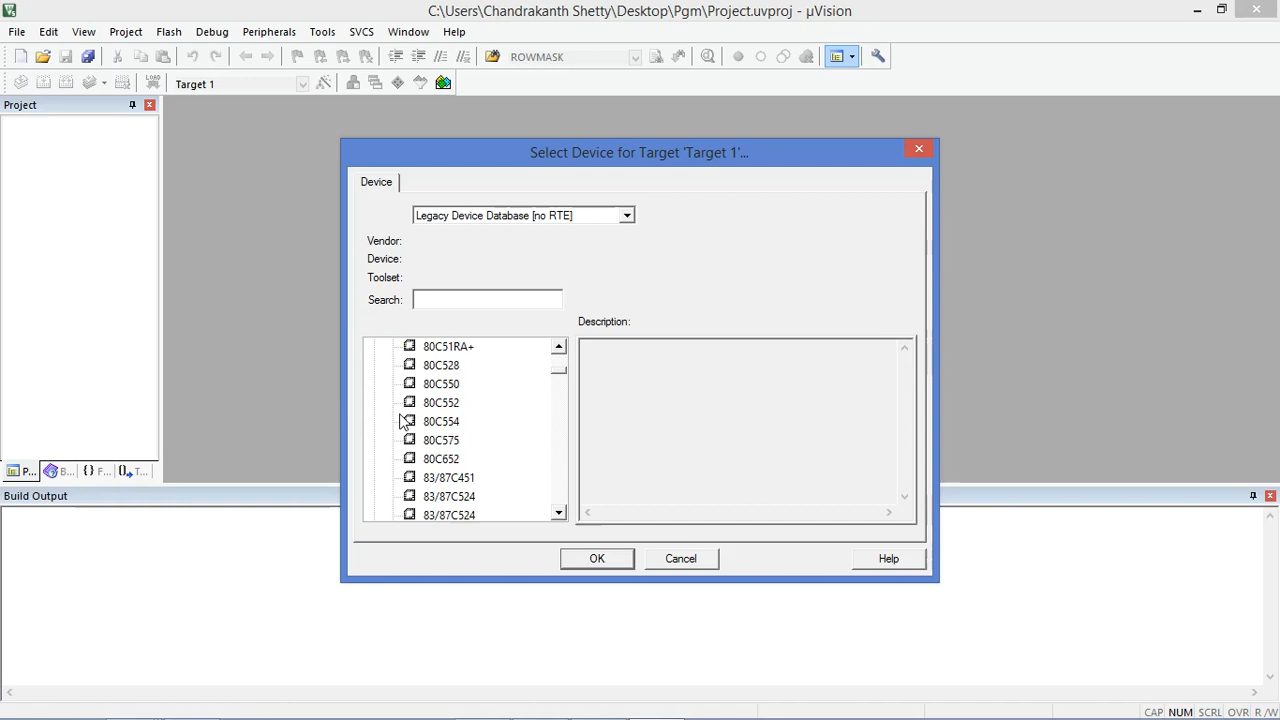 C:\Users\Chandrakanth Shetty\Desktop\Pgm\Project.uvproj - µVision
File Edit View Project Flash Debug Peripherals Tools SVCS Window Help
ROWMASK
LOAD Target 1
Project
Select Device for Target 'Target 1'...
Device
Legacy Device Database [no RTE]
Vendor:
Device:
Toolset:
Search:
Description:
80C51RA+
80C528
80C550
80C552
80C554
80C575
80C652
83/87C451
83/87C524
83/87C524
OK Cancel Help
P... B... {} F... T...
Build Output
CAP NUM SCRL OVR R/W